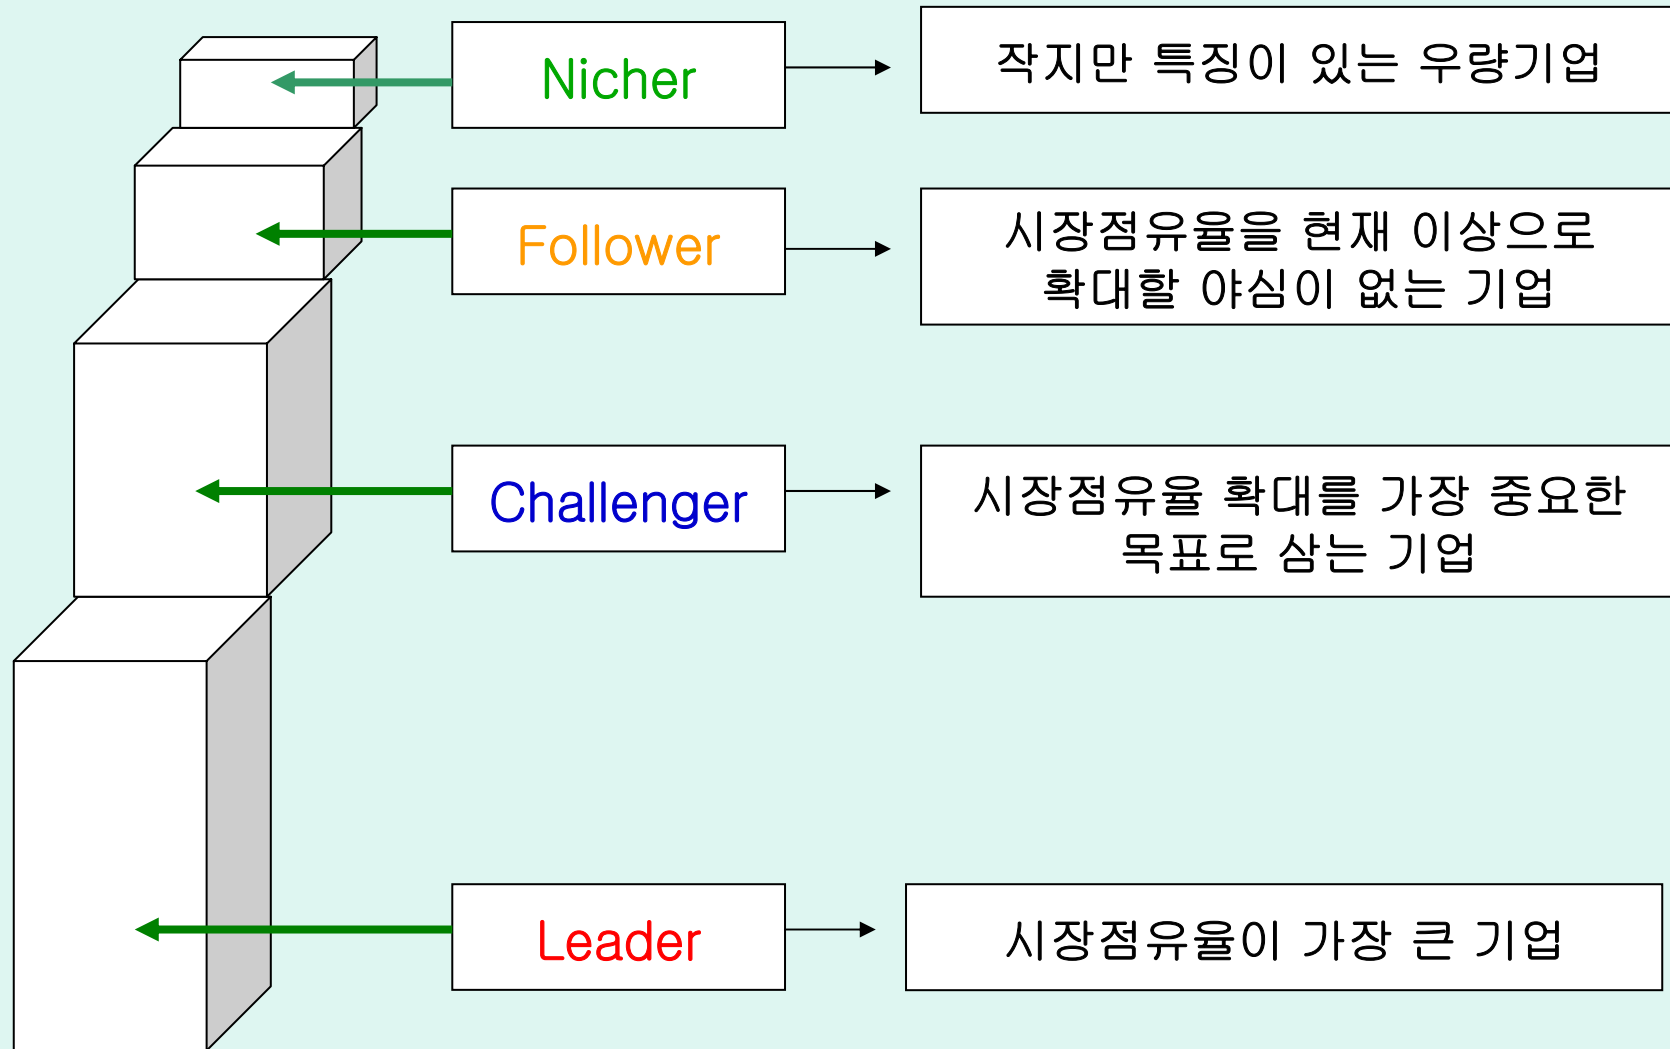 Nicher
작지만 특징이 있는 우량기업
Follower
시장점유율을 현재 이상으로
확대할 야심이 없는 기업
Challenger
시장점유율 확대를 가장 중요한
목표로 삼는 기업
Leader
시장점유율이 가장 큰 기업